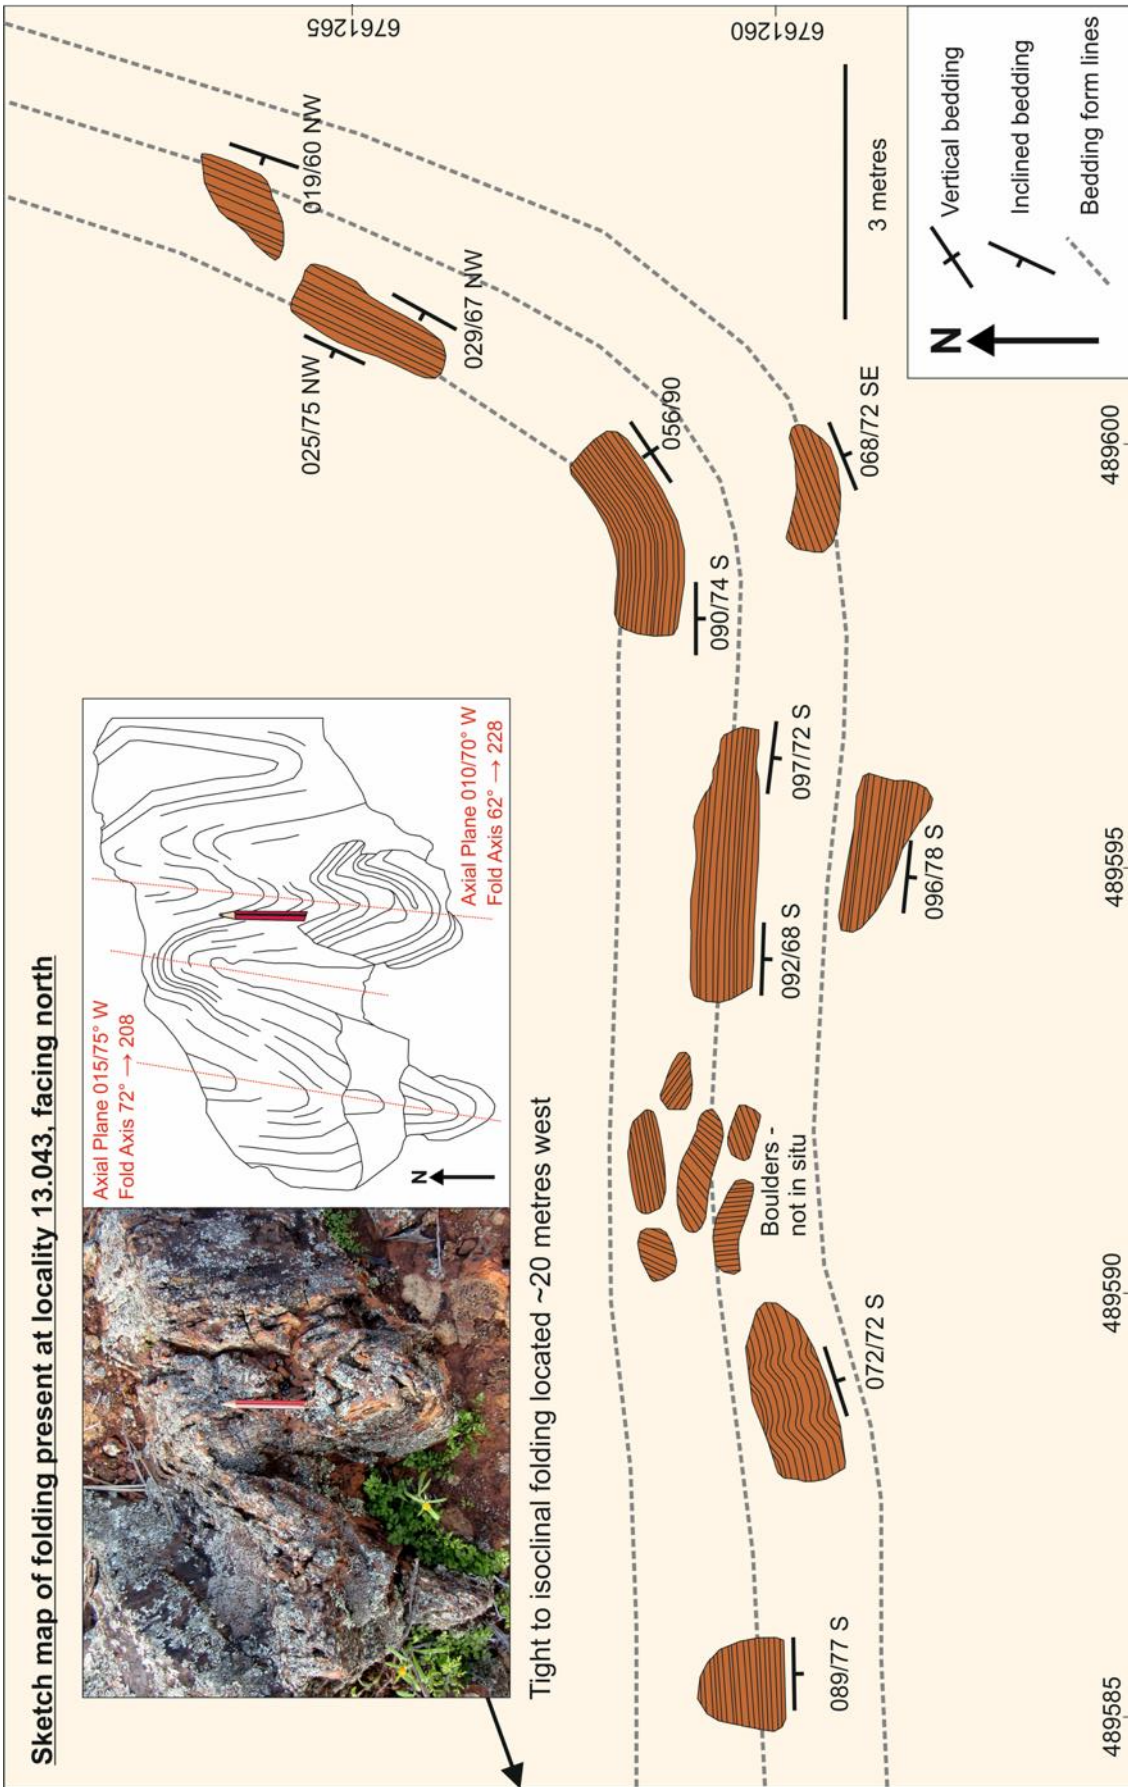 Sketch map of folding present at locality 13.043, facing north
Axial Plane 015/75° W
Fold Axis 72° → 208
N
Axial Plane 010/70° W
Fold Axis 62° → 228
Tight to isoclinal folding located ~20 metres west
025/75 NW
019/60 NW
029/67 NW
6761265
056/90
090/74 S
068/72 SE
097/72 S
092/68 S
096/78 S
Boulders -
not in situ
072/72 S
089/77 S
6761260
3 metres
N
Vertical bedding
Inclined bedding
Bedding form lines
489585
489590
489595
489600